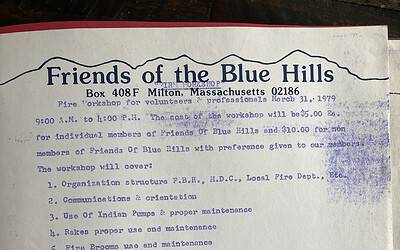 Friends of the Blue Hills
FIRE WORKSHOP
Box 408F Milton, Massachusetts 02186
Fire Workshop for volunteers & professionals March 31, 1979
9:00 A.M. to 4:00 P.M. The cost of the workshop will be $5.00 Ea.
for individual members of Friends Of Blue Hills and $10.00 for non
members of Friends Of Blue Hills with preference given to our members.
The workshop will cover:
1. Organization structure F.B.H., M.D.C., Local Fire Dept., Etc.
2. Communications & orientation
3. Use Of Indian Pumps & proper maintenance
4. Rakes proper use and maintenance
5. Fire Brooms use and maintenance